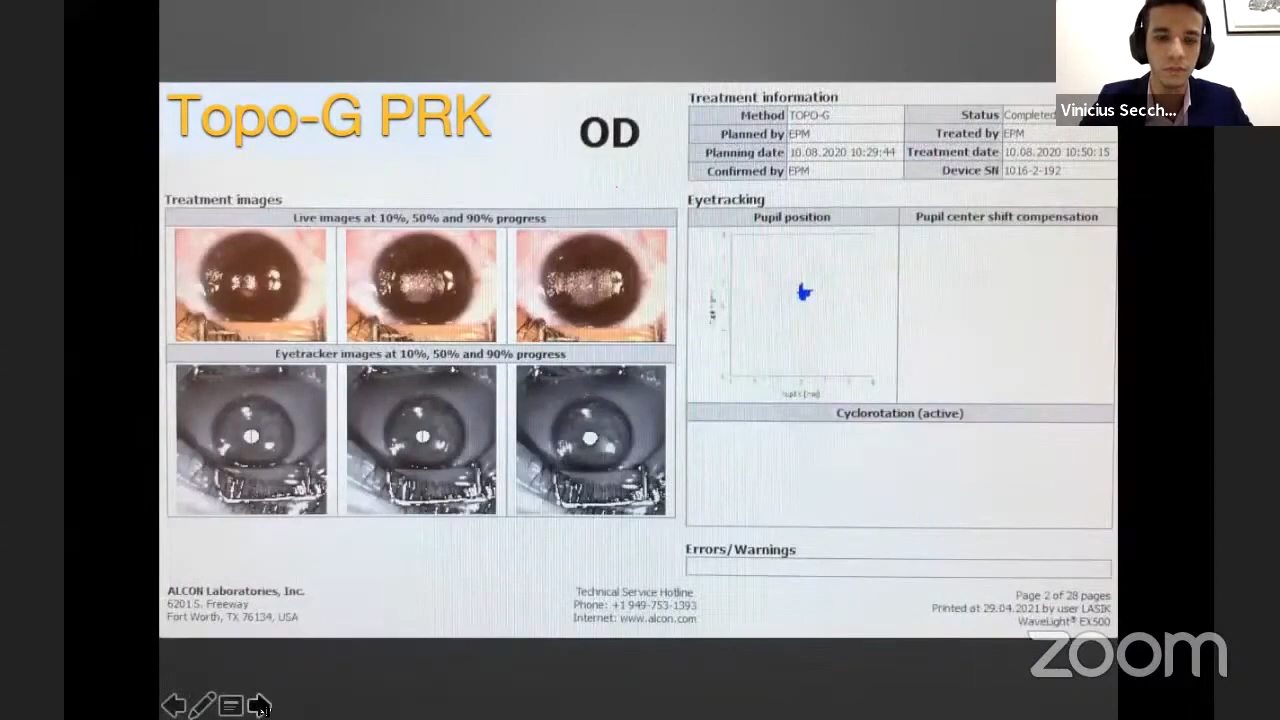 Topo-G PRK
OD
Treatment information
Method TOPO-G Status Completed
Planned by EPM Treated by EPM
Planning date 10.08.2020 10:29:44 Treatment date 10.08.2020 10:50:15
Confirmed by EPM Device SN 1016-2-192
Vinicius Secch...
Treatment images
Live images at 10%, 50% and 90% progress
Eyetracker images at 10%, 50% and 90% progress
Eyetracking
Pupil position Pupil center shift compensation
Cyclorotation (active)
Errors/Warnings
ALCON Laboratories, Inc.
6201 S. Freeway
Fort Worth, TX 76134, USA
Technical Service Hotline
Phone: +1 949-753-1393
Internet: www.alcon.com
Page 2 of 28 pages
Printed at 29.04.2021 by user LASIK
WaveLight® EX500
zoom